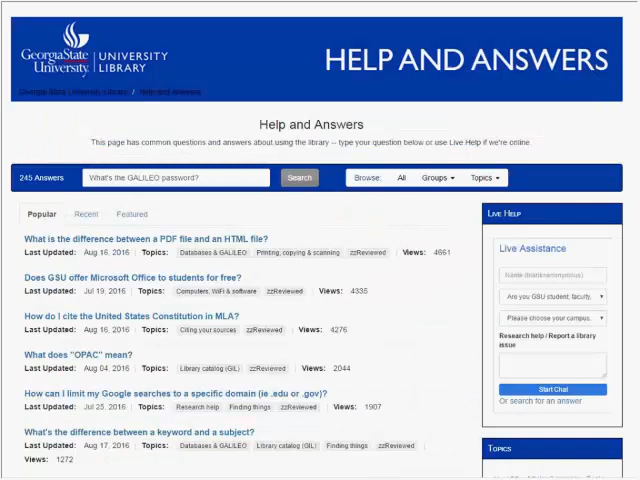 GeorgiaState University | UNIVERSITY LIBRARY
HELP AND ANSWERS
Georgia State University Library / Help and Answers
Help and Answers
This page has common questions and answers about using the library -- type your question below or use Live Help if we're online.
245 Answers What's the GALILEO password? Search Browse: All Groups Topics
Popular Recent Featured
What is the difference between a PDF file and an HTML file?
Last Updated: Aug 16, 2016 Topics: Databases & GALILEO Printing, copying & scanning zzReviewed Views: 4661
Does GSU offer Microsoft Office to students for free?
Last Updated: Jul 19, 2016 Topics: Computers, WiFi & software zzReviewed Views: 4335
How do I cite the United States Constitution in MLA?
Last Updated: Aug 16, 2016 Topics: Citing your sources zzReviewed Views: 4276
What does "OPAC" mean?
Last Updated: Aug 04, 2016 Topics: Library catalog (GIL) zzReviewed Views: 2044
How can I limit my Google searches to a specific domain (ie .edu or .gov)?
Last Updated: Jul 25, 2016 Topics: Research help Finding things zzReviewed Views: 1907
What's the difference between a keyword and a subject?
Last Updated: Aug 17, 2016 Topics: Databases & GALILEO Library catalog (GIL) Finding things zzReviewed
Views: 1272
LIVE HELP
Live Assistance
Name (blank=anonymous)
Are you GSU student, faculty,
Please choose your campus.
Research help / Report a library
issue
Start Chat
Or search for an answer
TOPICS